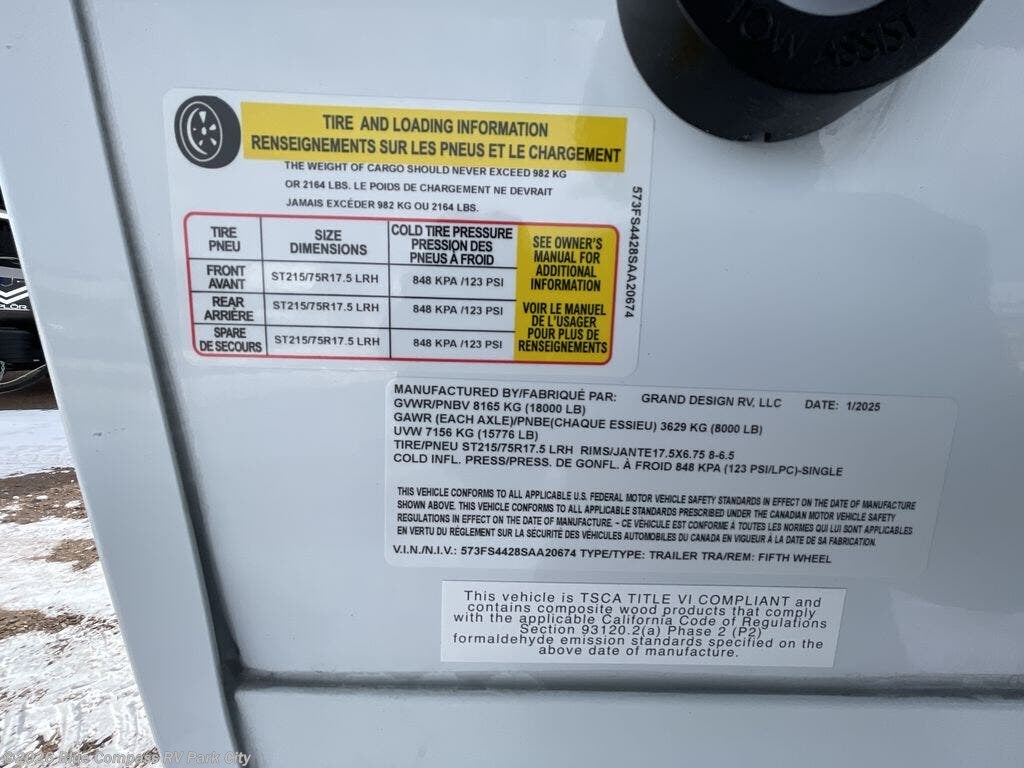 TOW ASSIST
TIRE AND LOADING INFORMATION
RENSEIGNEMENTS SUR LES PNEUS ET LE CHARGEMENT
THE WEIGHT OF CARGO SHOULD NEVER EXCEED 982 KG
OR 2164 LBS. LE POIDS DE CHARGEMENT NE DEVRAIT
JAMAIS EXCÉDER 982 KG OU 2164 LBS.
TIRE
PNEU
SIZE
DIMENSIONS
COLD TIRE PRESSURE
PRESSION DES
PNEUS À FROID
FRONT
AVANT
ST215/75R17.5 LRH
848 KPA /123 PSI
REAR
ARRIÈRE
ST215/75R17.5 LRH
848 KPA /123 PSI
SPARE
DE SECOURS
ST215/75R17.5 LRH
848 KPA /123 PSI
SEE OWNER'S
MANUAL FOR
ADDITIONAL
INFORMATION
VOIR LE MANUEL
DE L'USAGER
POUR PLUS DE
RENSEIGNEMENTS
573FS4428SAA20674
MANUFACTURED BY/FABRIQUÉ PAR: GRAND DESIGN RV, LLC DATE: 1/2025
GVWR/PNBV 8165 KG (18000 LB)
GAWR (EACH AXLE)/PNBE(CHAQUE ESSIEU) 3629 KG (8000 LB)
UVW 7156 KG (15776 LB)
TIRE/PNEU ST215/75R17.5 LRH RIMS/JANTE17.5X6.75 8-6.5
COLD INFL. PRESS/PRESS. DE GONFL. À FROID 848 KPA (123 PSI/LPC)-SINGLE
THIS VEHICLE CONFORMS TO ALL APPLICABLE U.S. FEDERAL MOTOR VEHICLE SAFETY STANDARDS IN EFFECT ON THE DATE OF MANUFACTURE
SHOWN ABOVE. THIS VEHICLE CONFORMS TO ALL APPLICABLE STANDARDS PRESCRIBED UNDER THE CANADIAN MOTOR VEHICLE SAFETY
REGULATIONS IN EFFECT ON THE DATE OF MANUFACTURE. ~ CE VÉHICULE EST CONFORME À TOUTES LES NORMES QUI LUI SONT APPLICABLES
EN VERTU DU RÈGLEMENT SUR LA SÉCURITÉ DES VÉHICULES AUTOMOBILES DU CANADA EN VIGUEUR À LA DATE DE SA FABRICATION.
V.I.N./N.I.V.: 573FS4428SAA20674 TYPE/TYPE: TRAILER TRA/REM: FIFTH WHEEL
This vehicle is TSCA TITLE VI COMPLIANT and
contains composite wood products that comply
with the applicable California Code of Regulations
Section 93120.2(a) Phase 2 (P2)
formaldehyde emission standards specified on the
above date of manufacture.
Blue Compass RV Park City